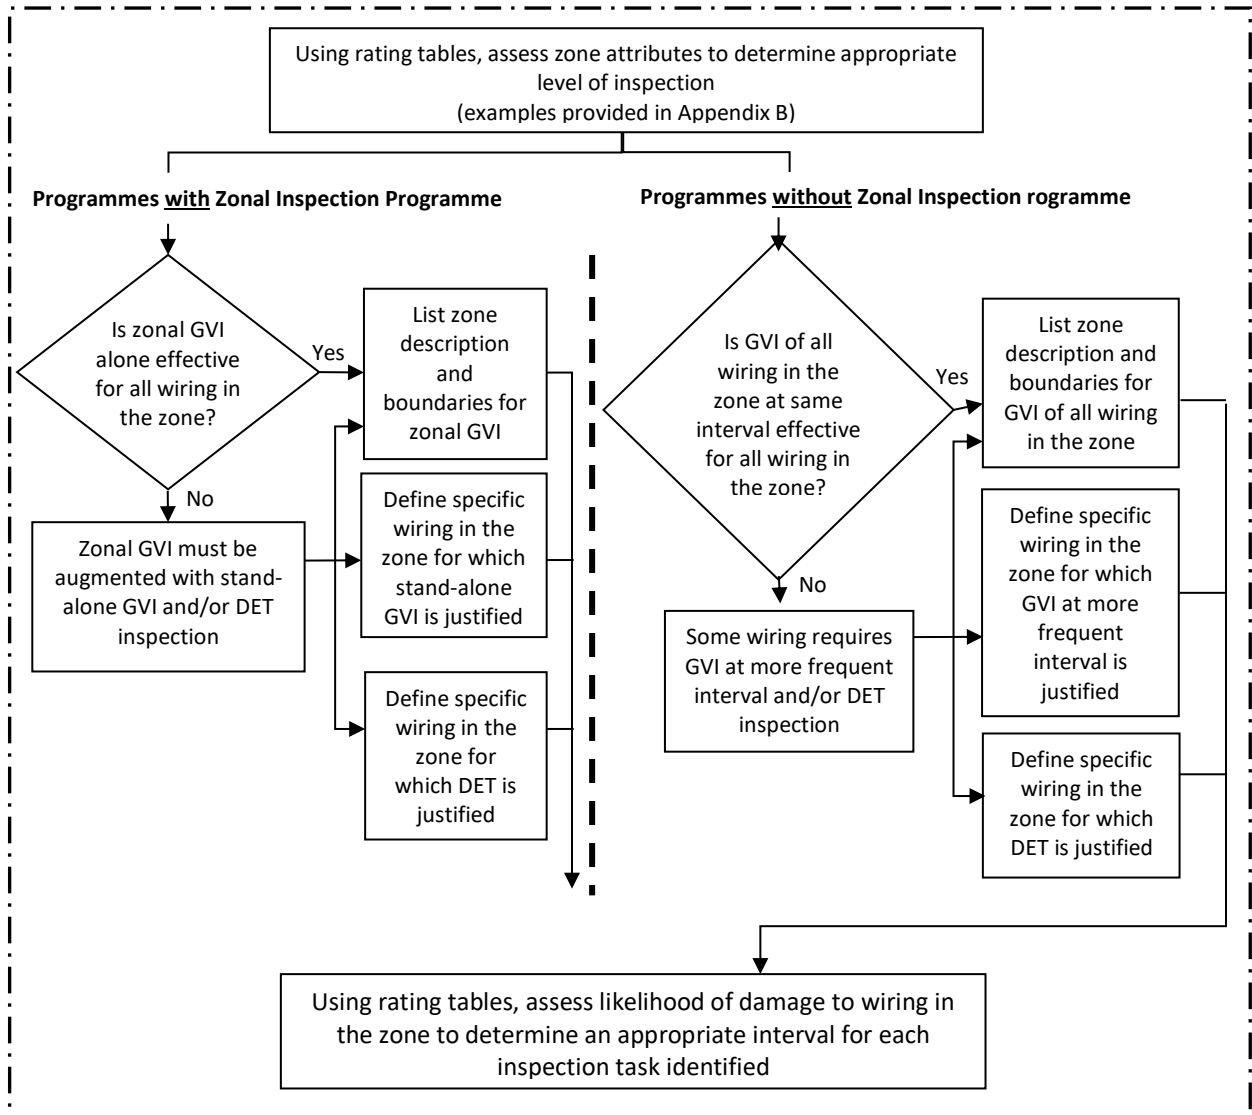 Using rating tables, assess zone attributes to determine appropriate
level of inspection
(examples provided in Appendix B)
Programmes with Zonal Inspection Programme
Is zonal GVI
alone effective
for all wiring in
the zone?
Yes
No
List zone
description
and
boundaries for
zonal GVI
Zonal GVI must be
augmented with stand-
alone GVI and/or DET
inspection
Define specific
wiring in the
zone for which
stand-alone
GVI is justified
Define specific
wiring in the
zone for
which DET is
justified
Programmes without Zonal Inspection rogramme
Is GVI of all
wiring in the
zone at same
interval effective
for all wiring in
the zone?
Yes
No
List zone
description and
boundaries for
GVI of all wiring
in the zone
Some wiring requires
GVI at more frequent
interval and/or DET
inspection
Define specific
wiring in the
zone for which
GVI at more
frequent
interval is
justified
Define specific
wiring in the
zone for which
DET is justified
Using rating tables, assess likelihood of damage to wiring in
the zone to determine an appropriate interval for each
inspection task identified